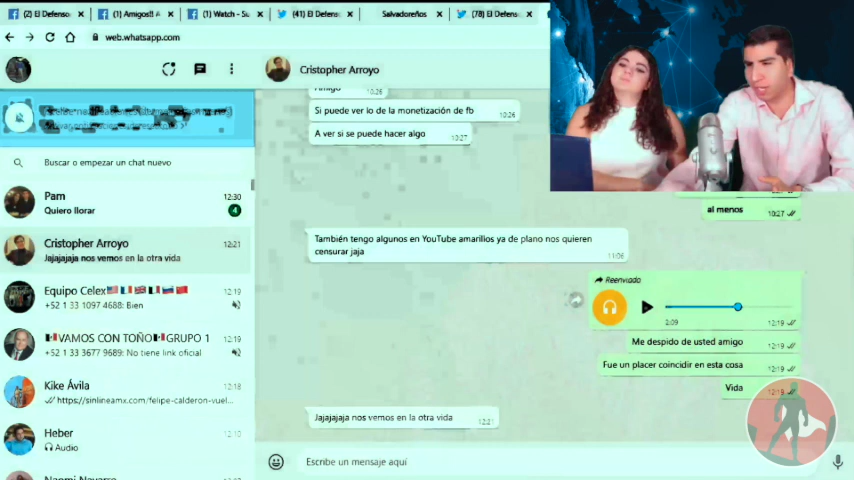 (2) El Defenso
(1) Amigos!! A
(1) Watch - Su
(41) El Defens
Salvadoreños
(78) El Defens
web.whatsapp.com
Cristopher Arroyo
Amigo
10:26
Si puede ver lo de la monetización de fb
10:26
A ver si se puede hacer algo
10:27
Buscar o empezar un chat nuevo
Pam
12:30
Quiero llorar
4
Cristopher Arroyo
12:21
Jajajajaja nos vemos en la otra vida
Equipo Celex
12:19
+52 1 33 1097 4688: Bien
VAMOS CON TOÑO GRUPO 1
12:19
+52 1 33 3677 9689: No tiene link oficial
Kike Ávila
12:18
https://sinlineamx.com/felipe-calderon-vuel...
Heber
12:10
Audio
Naomi Navarro
al menos
10:27
También tengo algunos en YouTube amarillos ya de plano nos quieren
censurar jaja
11:06
Reenviado
2:09
12:19
Me despido de usted amigo
12:19
Fue un placer coincidir en esta cosa
12:19
Vida
12:19
Jajajajaja nos vemos en la otra vida
12:21
Escribe un mensaje aquí